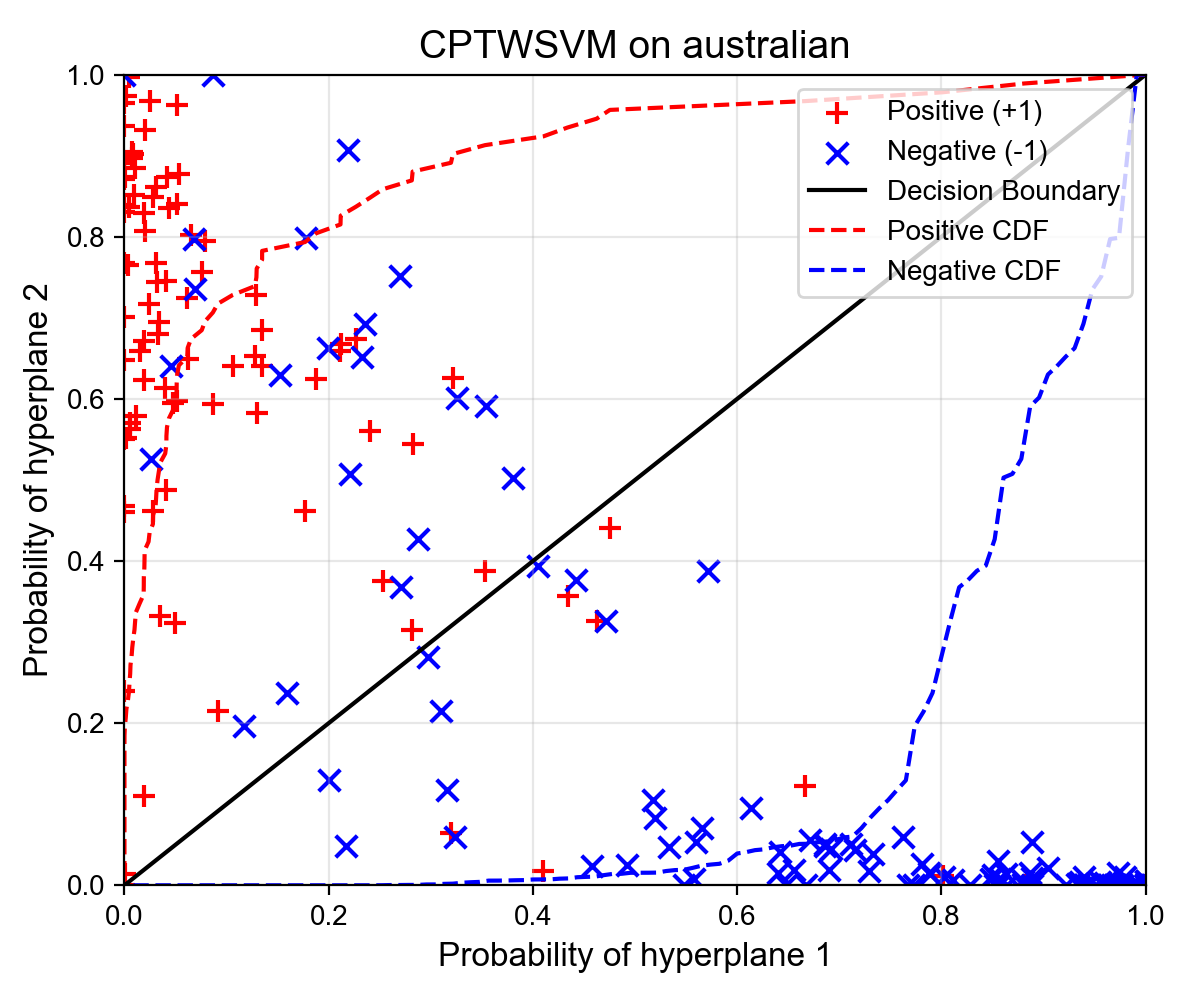 CPTWSVM on australian
1.0
0.8
0.6
0.4
0.2
0.0
Probability of hyperplane 2
Positive (+1)
Negative (-1)
Decision Boundary
Positive CDF
Negative CDF
0.0 0.2 0.4 0.6 0.8 1.0
Probability of hyperplane 1